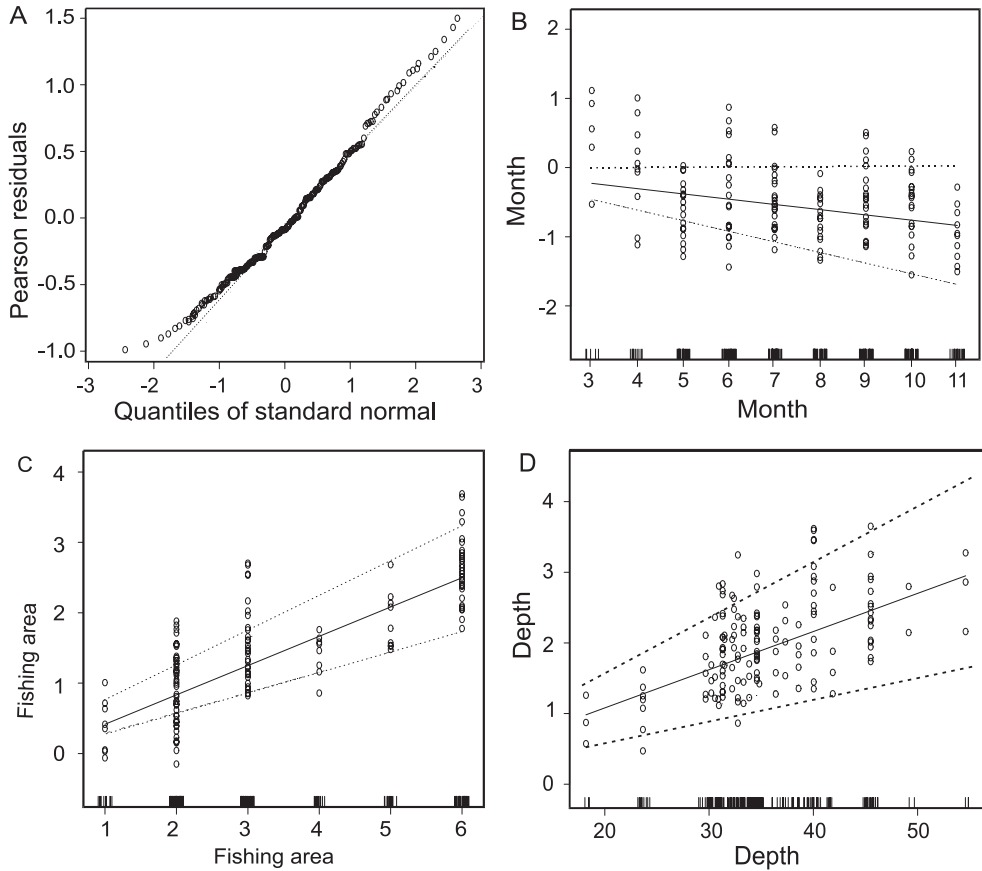 A
1.5
1.0
0.5
0.0
-0.5
-1.0
Pearson residuals
-3 -2 -1 0 1 2 3
Quantiles of standard normal
B
2
1
0
-1
-2
Month
3 4 5 6 7 8 9 10 11
Month
C
4
3
2
1
0
Fishing area
1 2 3 4 5 6
Fishing area
D
4
3
2
1
0
Depth
20 30 40 50
Depth